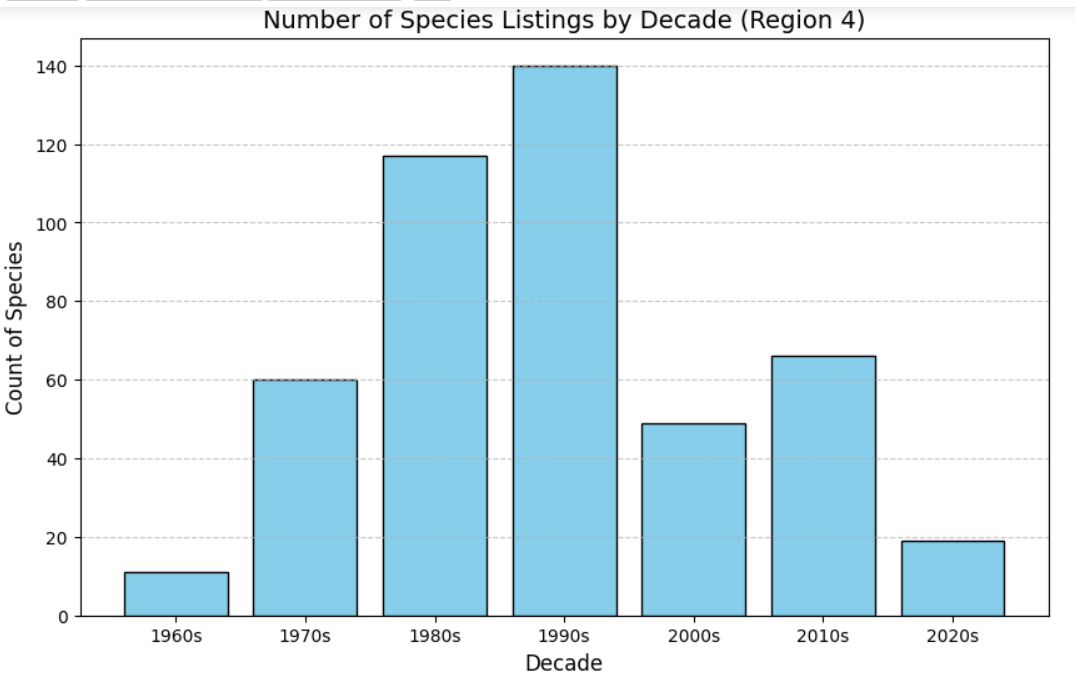 Number of Species Listings by Decade (Region 4)
140
120
100
80
60
40
20
0
Count of Species
1960s 1970s 1980s 1990s 2000s 2010s 2020s
Decade